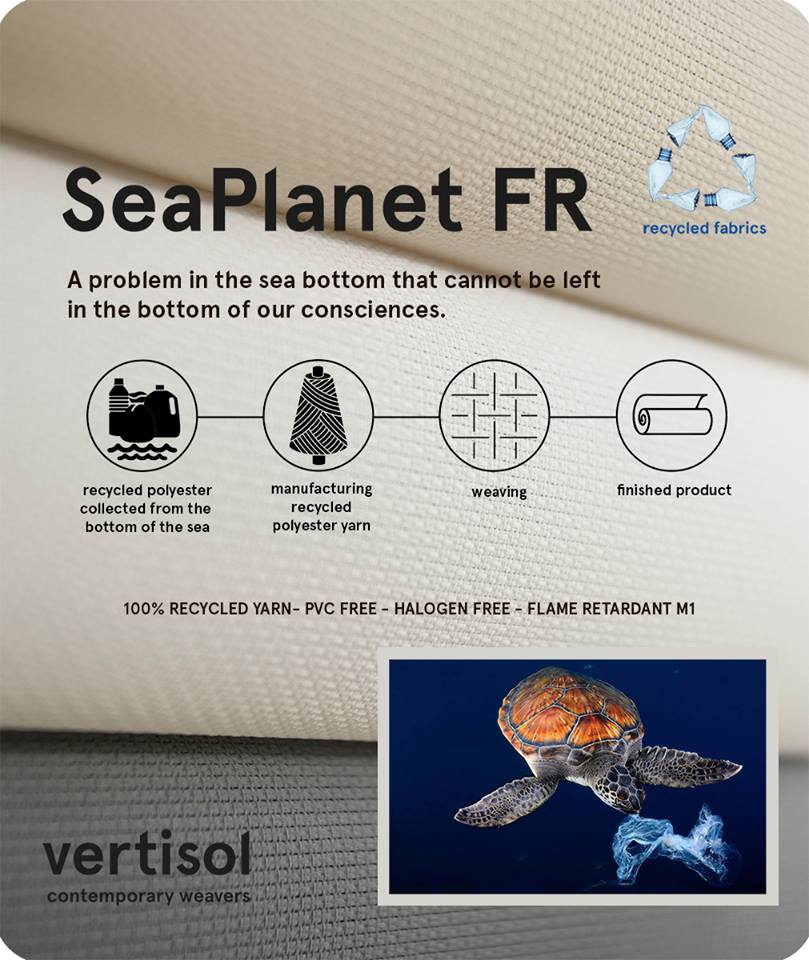 SeaPlanet FR
recycled fabrics
A problem in the sea bottom that cannot be left
in the bottom of our consciences.
recycled polyester
collected from the
bottom of the sea
manufacturing
recycled
polyester yarn
weaving
finished product
100% RECYCLED YARN- PVC FREE - HALOGEN FREE - FLAME RETARDANT M1
vertisol
contemporary weavers